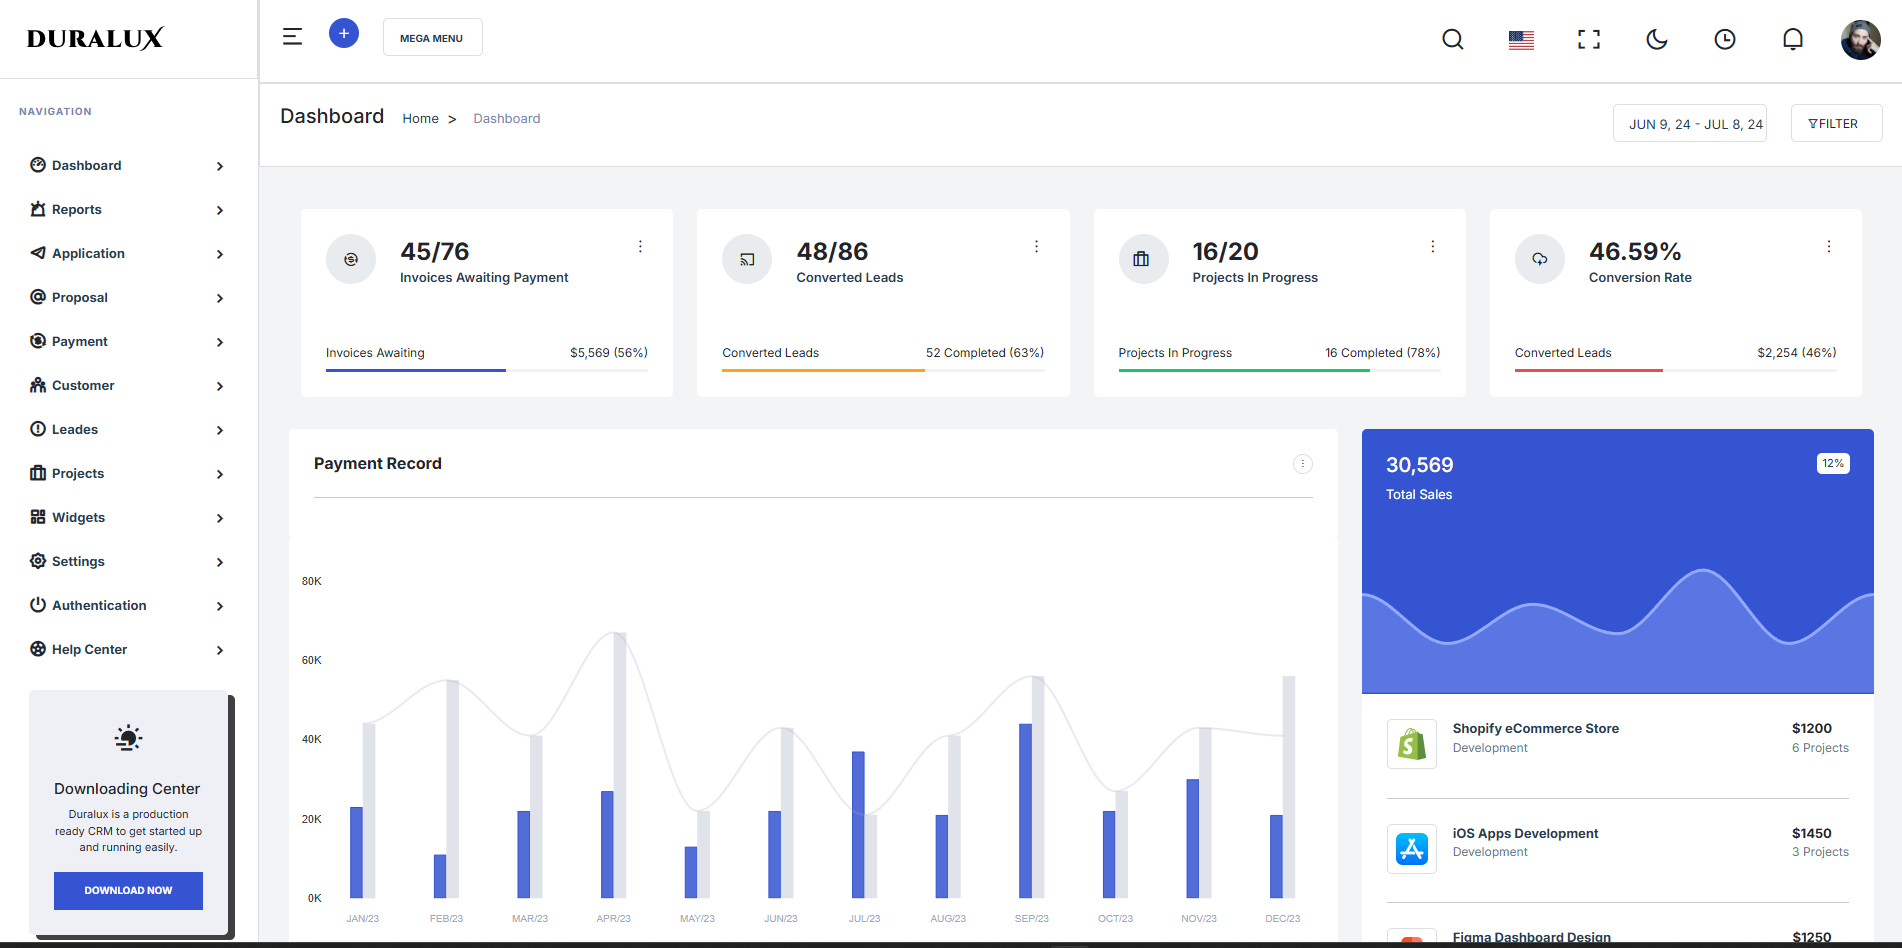 DURALUX
MEGA MENU
NAVIGATION
Dashboard
Reports
Application
Proposal
Payment
Customer
Leades
Projects
Widgets
Settings
Authentication
Help Center
Downloading Center
Duralux is a production
ready CRM to get started up
and running easily.
DOWNLOAD NOW
Dashboard Home > Dashboard
JUN 9, 24 - JUL 8, 24
FILTER
45/76
Invoices Awaiting Payment
Invoices Awaiting $5,569 (56%)
48/86
Converted Leads
Converted Leads 52 Completed (63%)
16/20
Projects In Progress
Projects In Progress 16 Completed (78%)
46.59%
Conversion Rate
Converted Leads $2,254 (46%)
Payment Record
80K
60K
40K
20K
0K
JAN/23 FEB/23 MAR/23 APR/23 MAY/23 JUN/23 JUL/23 AUG/23 SEP/23 OCT/23 NOV/23 DEC/23
30,569 12%
Total Sales
Shopify eCommerce Store $1200
Development 6 Projects
iOS Apps Development $1450
Development 3 Projects
Figma Dashboard Design $1250